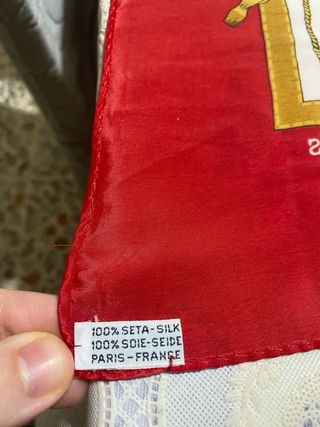 100% SETA-SILK
100% SOIE-SEIDE
PARIS-FRANCE